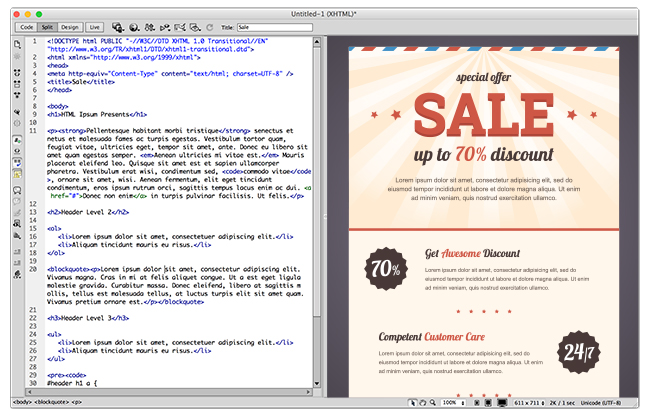 Untitled-1 (XHTML)*
Code Split Design Live Title: Sale
1 <!DOCTYPE html PUBLIC "-//W3C//DTD XHTML 1.0 Transitional//EN"
"http://www.w3.org/TR/xhtml1/DTD/xhtml1-transitional.dtd">
2 <html xmlns="http://www.w3.org/1999/xhtml">
3 <head>
4 <meta http-equiv="Content-Type" content="text/html; charset=UTF-8" />
5 <title>Sale</title>
6 </head>
7
8 <body>
9 <h1>HTML Ipsum Presents</h1>
10
11 <p><strong>Pellentesque habitant morbi tristique</strong> senectus et
netus et malesuada fames ac turpis egestas. Vestibulum tortor quam,
feugiat vitae, ultricies eget, tempor sit amet, ante. Donec eu libero sit
amet quam egestas semper. <em>Aenean ultricies mi vitae est.</em> Mauris
placerat eleifend leo. Quisque sit amet est et sapien ullamcorper
pharetra. Vestibulum erat wisi, condimentum sed, <code>commodo vitae</code
>, ornare sit amet, wisi. Aenean fermentum, elit eget tincidunt
condimentum, eros ipsum rutrum orci, sagittis tempus lacus enim ac dui. <a
href="#">Donec non enim</a> in turpis pulvinar facilisis. Ut felis.</p>
12
13 <h2>Header Level 2</h2>
14
15 <ol>
16 <li>Lorem ipsum dolor sit amet, consectetuer adipiscing elit.</li>
17 <li>Aliquam tincidunt mauris eu risus.</li>
18 </ol>
19
20 <blockquote><p>Lorem ipsum dolor sit amet, consectetur adipiscing elit.
Vivamus magna. Cras in mi at felis aliquet congue. Ut a est eget ligula
molestie gravida. Curabitur massa. Donec eleifend, libero at sagittis m
ollis, tellus est malesuada tellus, at luctus turpis elit sit amet quam.
Vivamus pretium ornare est.</p></blockquote>
21
22 <h3>Header Level 3</h3>
23
24 <ul>
25 <li>Lorem ipsum dolor sit amet, consectetuer adipiscing elit.</li>
26 <li>Aliquam tincidunt mauris eu risus.</li>
27 </ul>
28
29 <pre><code>
30 #header h1 a {
special offer
SALE
up to 70% discount
Lorem ipsum dolor sit amet, consectetur adipisicing elit, sed do
eiusmod tempor incididunt ut labore et dolore magna aliqua. Ut enim
ad minim veniam, quis nostrud exercitation ullamco.
70%
Get Awesome Discount
Lorem ipsum dolor sit amet, consectetur adipisicing elit, sed do
eiusmod tempor incididunt ut labore et dolore magna aliqua. Ut enim
ad minim veniam, quis nostrud exercitation ullamco.
Competent Customer Care
Lorem ipsum dolor sit amet, consectetur adipisicing elit, sed do
eiusmod tempor incididunt ut labore et dolore magna aliqua. Ut enim
ad minim veniam, quis nostrud exercitation ullamco.
24/7
<body> <blockquote> <p> 100% 611 x 711 2K / 1 sec Unicode (UTF-8)